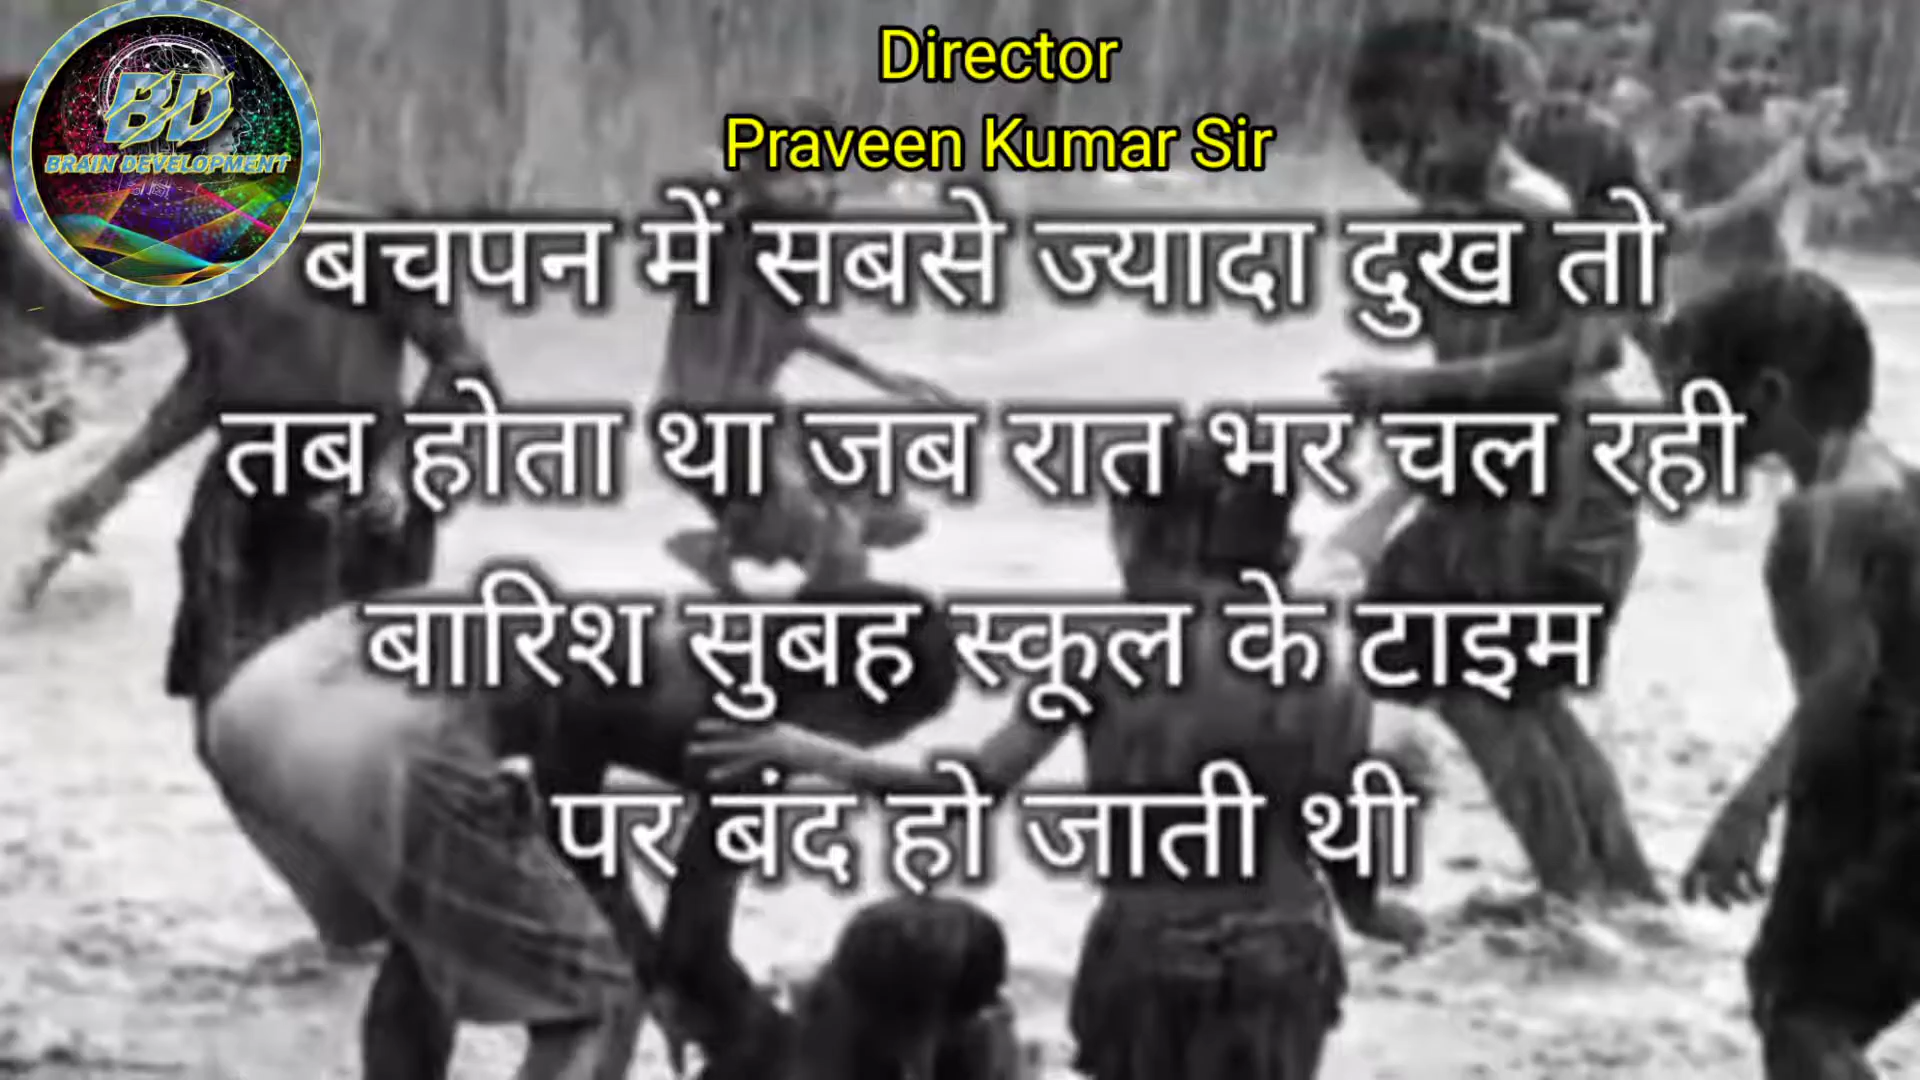 BD
BRAIN DEVELOPMENT
Director
Praveen Kumar Sir
बचपन में सबसे ज्यादा दुख तो
तब होता था जब रात भर चल रही
बारिश सुबह स्कूल के टाइम
पर बंद हो जाती थी